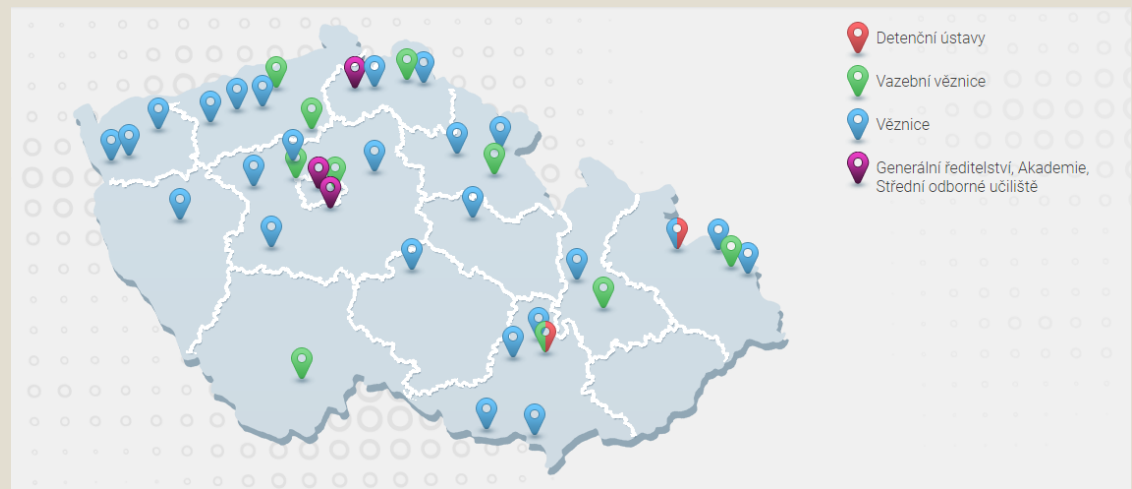 Detenční ústavy
Vazební věznice
Věznice
Generální ředitelství, Akademie,
Střední odborné učiliště